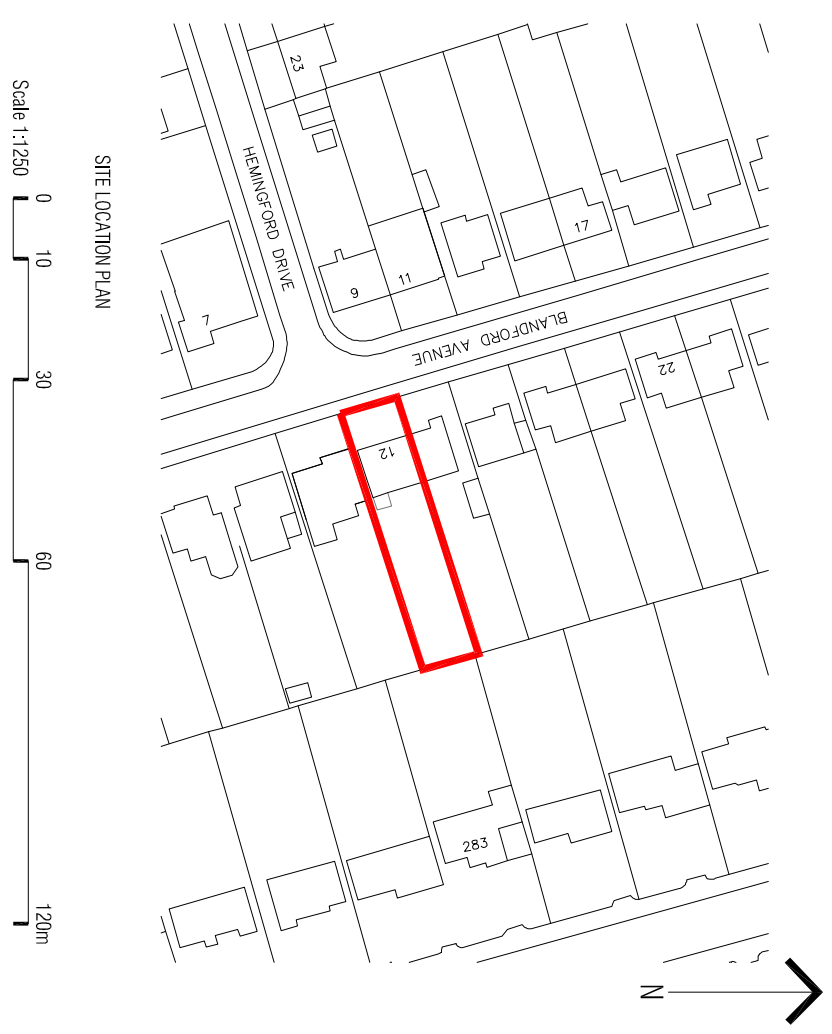 SITE LOCATION PLAN
Scale 1:1250
0
10
30
60
120m
HEMINGFORD DRIVE
BLANDFORD AVENUE
23
9
11
17
7
12
22
283
N